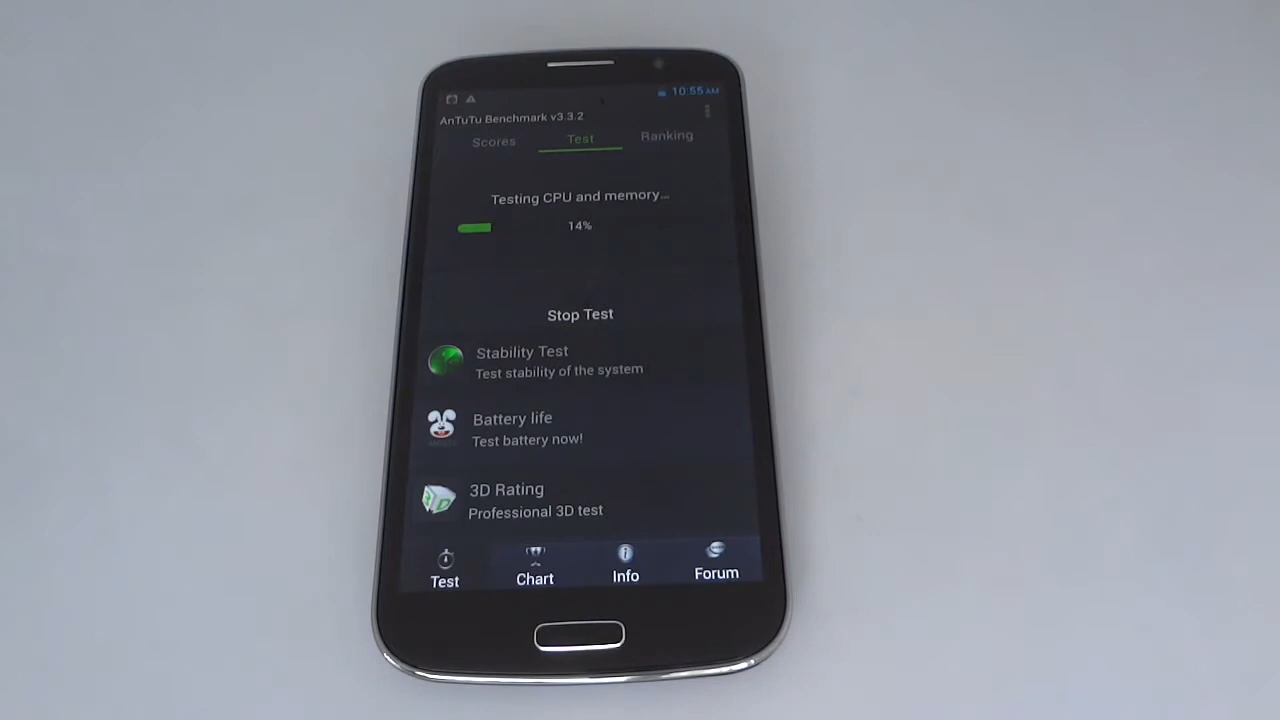 10:55 AM
AnTuTu Benchmark v3.3.2
Scores Test Ranking
Testing CPU and memory...
14%
Stop Test
Stability Test
Test stability of the system
Battery life
Test battery now!
3D Rating
Professional 3D test
Test Chart Info Forum